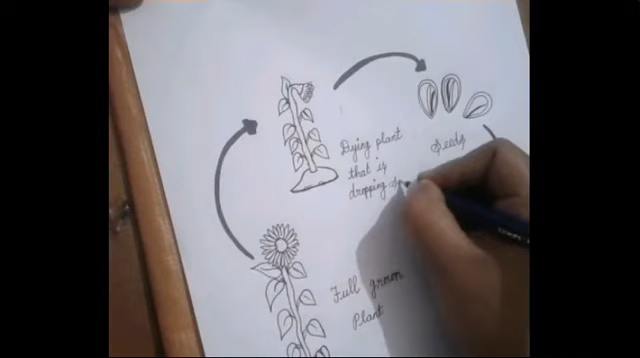 Dying plant
that is
dropping s
Seeds
Full grown
Plant